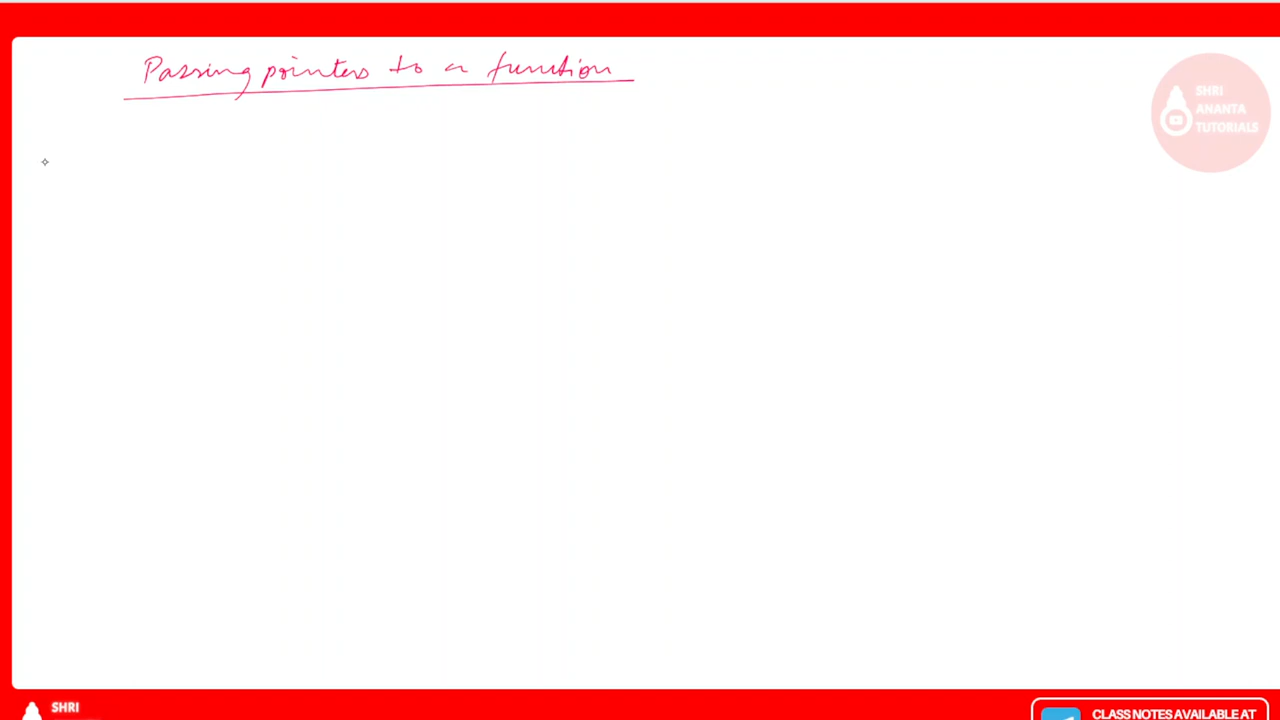 Passing pointers to a function
SHRI
ANANTA
TUTORIALS
SHRI
CLASS NOTES AVAILABLE AT